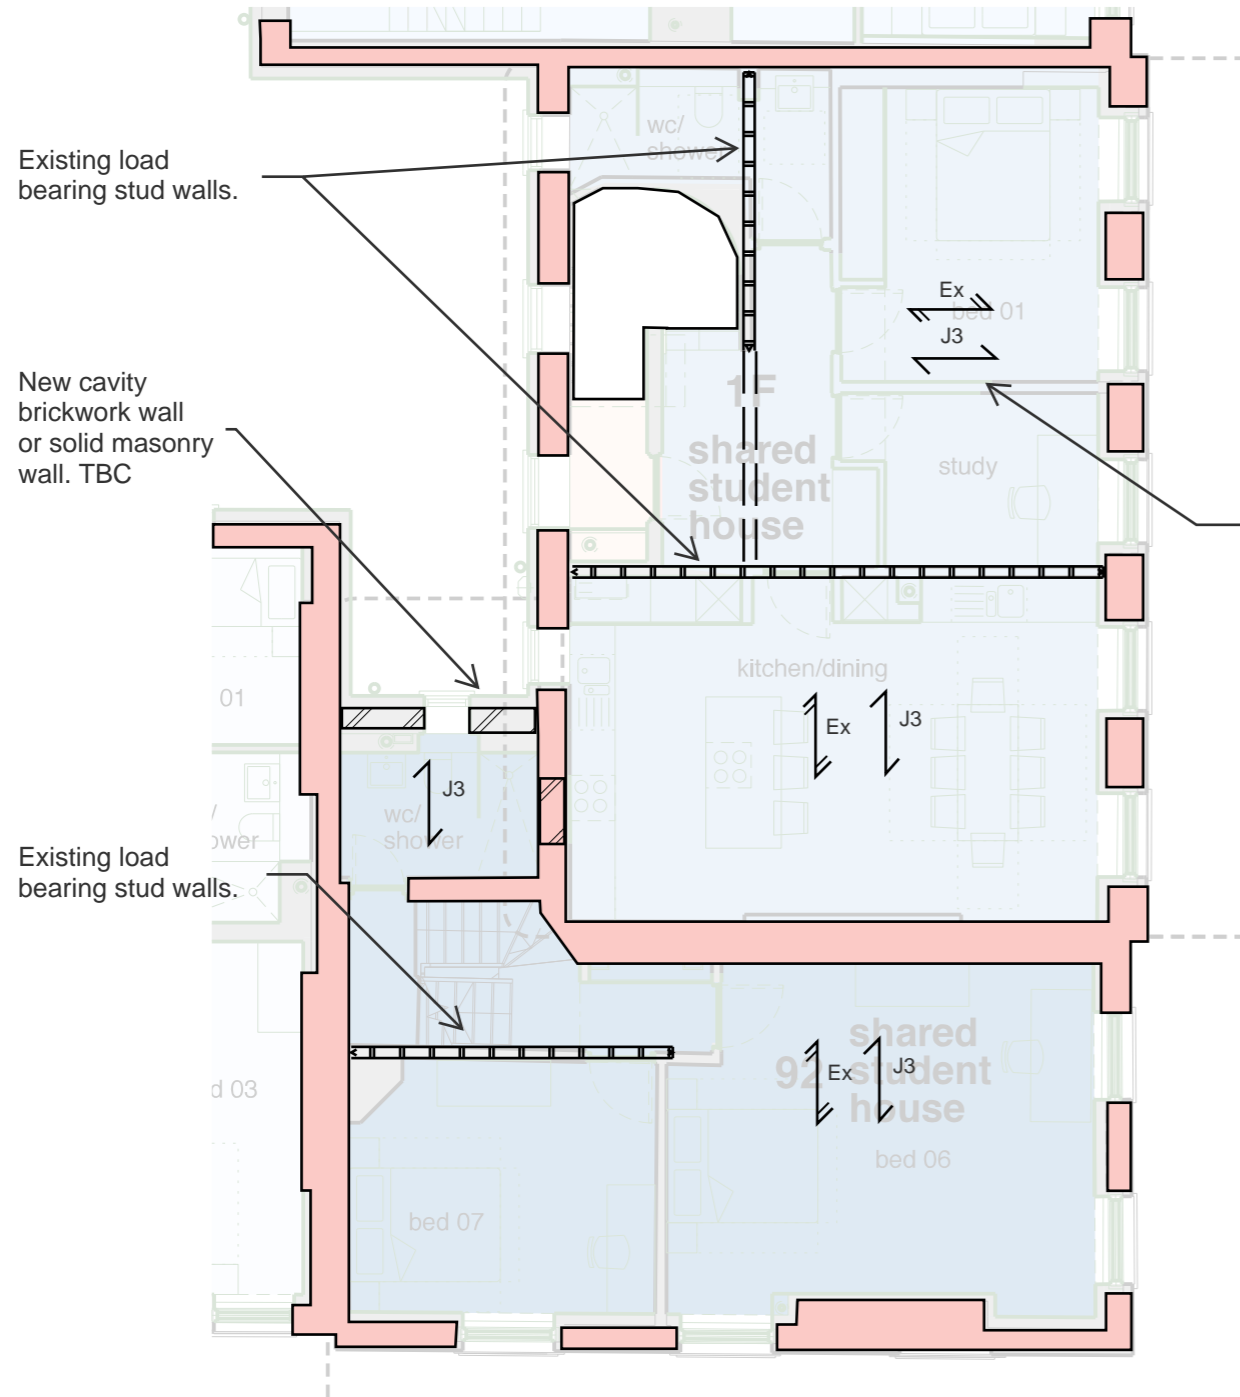 wc/
shower
Existing load
bearing stud walls.
Ex
bed 01
J3
New cavity
brickwork wall
or solid masonry
wall. TBC
1F
shared
student
house
study
kitchen/dining
01
Ex
J3
J3
wc/
shower
ower
Existing load
bearing stud walls.
shared
92 student
house
Ex
J3
d 03
bed 06
bed 07